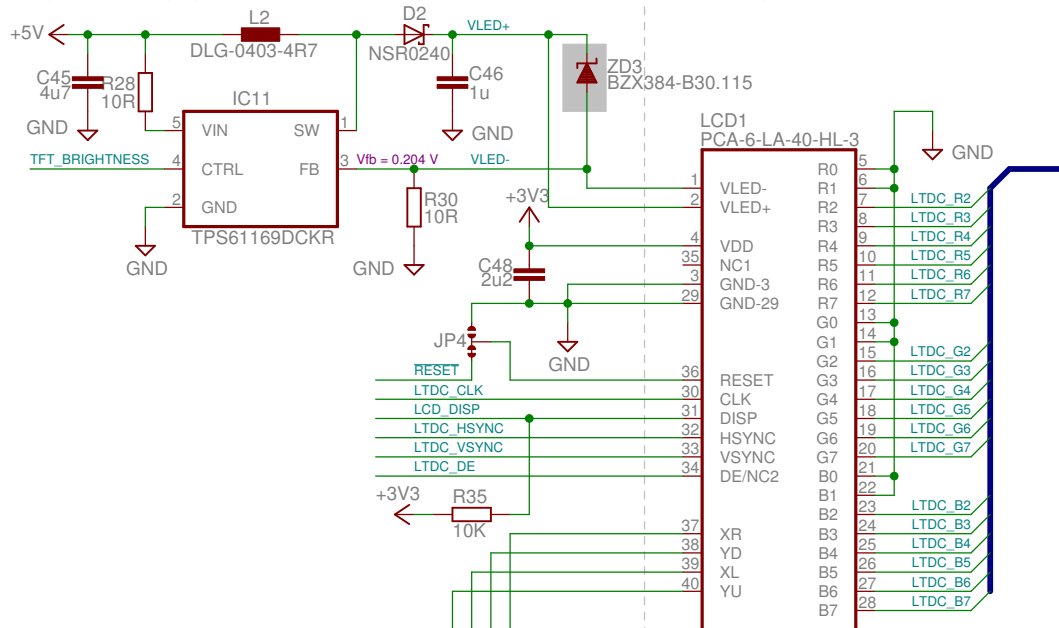 +5V
L2
DLG-0403-4R7
D2
NSR0240
VLED+
C45
4u7
R28
10R
C46
1u
ZD3
BZX384-B30.115
GND
GND
IC11
5 VIN
SW 1
4 CTRL
FB 3
2 GND
TPS61169DCKR
TFT_BRIGHTNESS
GND
Vfb = 0.204 V
VLED-
R30
10R
GND
+3V3
C48
2u2
GND
JP4
RESET
LTDC_CLK
LCD_DISP
LTDC_HSYNC
LTDC_VSYNC
LTDC_DE
+3V3
R35
10K
LCD1
PCA-6-LA-40-HL-3
1 VLED-
2 VLED+
4 VDD
35 NC1
3 GND-3
29 GND-29
36 RESET
30 CLK
31 DISP
32 HSYNC
33 VSYNC
34 DE/NC2
37 XR
38 YD
39 XL
40 YU
GND
R0 5
R1 6
R2 7 LTDC_R2
R3 8 LTDC_R3
R4 9 LTDC_R4
R5 10 LTDC_R5
R6 11 LTDC_R6
R7 12 LTDC_R7
G0 13
G1 14
G2 15 LTDC_G2
G3 16 LTDC_G3
G4 17 LTDC_G4
G5 18 LTDC_G5
G6 19 LTDC_G6
G7 20 LTDC_G7
B0 21
B1 22
B2 23 LTDC_B2
B3 24 LTDC_B3
B4 25 LTDC_B4
B5 26 LTDC_B5
B6 27 LTDC_B6
B7 28 LTDC_B7